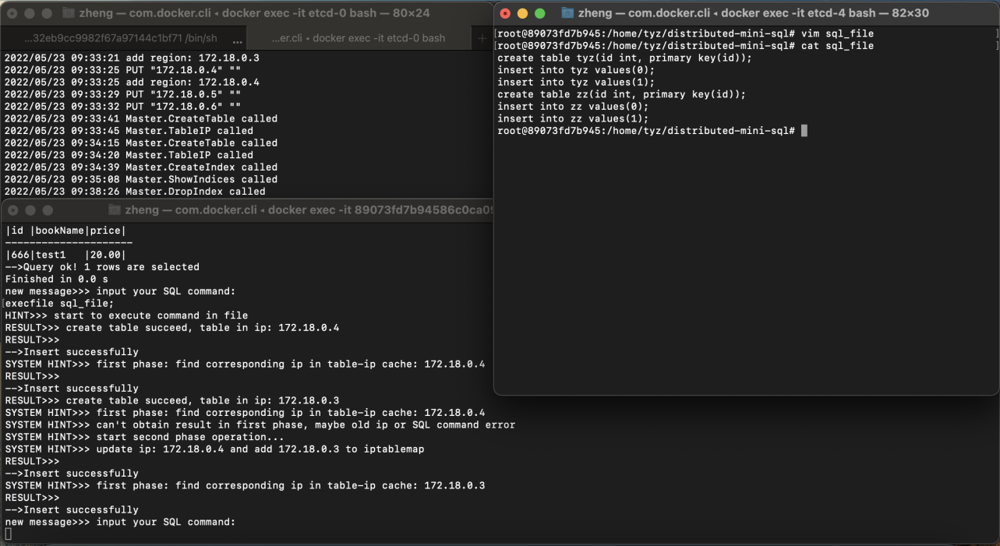 zheng — com.docker.cli ◂ docker exec -it etcd-0 bash — 80×24
...32eb9cc9982f67a97144c1bf71 /bin/sh ... ...er.cli ◂ docker exec -it etcd-0 bash +
2022/05/23 09:33:21 add region: 172.18.0.3
2022/05/23 09:33:25 PUT "172.18.0.4" ""
2022/05/23 09:33:25 add region: 172.18.0.4
2022/05/23 09:33:29 PUT "172.18.0.5" ""
2022/05/23 09:33:32 PUT "172.18.0.6" ""
2022/05/23 09:33:41 Master.CreateTable called
2022/05/23 09:33:45 Master.TableIP called
2022/05/23 09:34:15 Master.CreateTable called
2022/05/23 09:34:20 Master.TableIP called
2022/05/23 09:34:39 Master.CreateIndex called
2022/05/23 09:35:08 Master.ShowIndices called
2022/05/23 09:38:26 Master.DropIndex called
zheng — com.docker.cli ◂ docker exec -it etcd-4 bash — 82×30
[root@89073fd7b945:/home/tyz/distributed-mini-sql# vim sql_file ]
[root@89073fd7b945:/home/tyz/distributed-mini-sql# cat sql_file ]
create table tyz(id int, primary key(id));
insert into tyz values(0);
insert into tyz values(1);
create table zz(id int, primary key(id));
insert into zz values(0);
insert into zz values(1);
root@89073fd7b945:/home/tyz/distributed-mini-sql#
zheng — com.docker.cli ◂ docker exec -it 89073fd7b94586c0ca09
|id |bookName|price|
---------------------
|666|test1   |20.00|
-->Query ok! 1 rows are selected
Finished in 0.0 s
new message>>> input your SQL command:
[execfile sql_file;
HINT>>> start to execute command in file
RESULT>>> create table succeed, table in ip: 172.18.0.4
RESULT>>>
-->Insert successfully
SYSTEM HINT>>> first phase: find corresponding ip in table-ip cache: 172.18.0.4
RESULT>>>
-->Insert successfully
RESULT>>> create table succeed, table in ip: 172.18.0.3
SYSTEM HINT>>> first phase: find corresponding ip in table-ip cache: 172.18.0.4
SYSTEM HINT>>> can't obtain result in first phase, maybe old ip or SQL command error
SYSTEM HINT>>> start second phase operation...
SYSTEM HINT>>> update ip: 172.18.0.4 and add 172.18.0.3 to iptablemap
RESULT>>>
-->Insert successfully
SYSTEM HINT>>> first phase: find corresponding ip in table-ip cache: 172.18.0.3
RESULT>>>
-->Insert successfully
new message>>> input your SQL command: